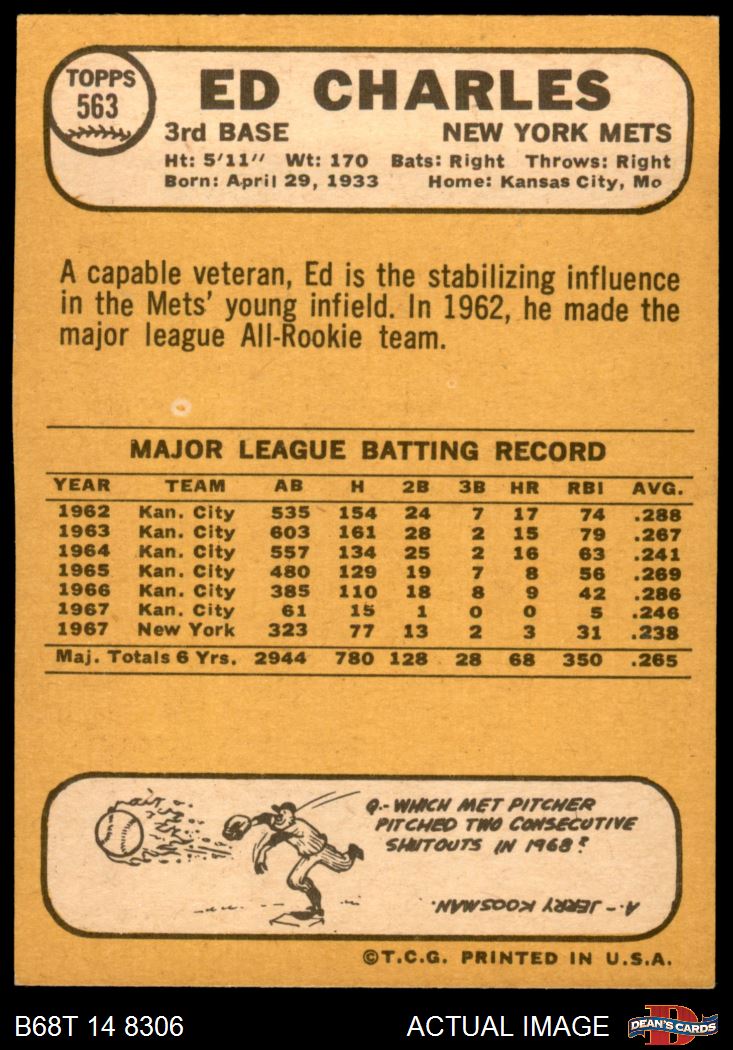 TOPPS
563
ED CHARLES
3rd BASE NEW YORK METS
Ht: 5'11" Wt: 170 Bats: Right Throws: Right
Born: April 29, 1933 Home: Kansas City, Mo
A capable veteran, Ed is the stabilizing influence
in the Mets' young infield. In 1962, he made the
major league All-Rookie team.
MAJOR LEAGUE BATTING RECORD
YEAR TEAM AB H 2B 3B HR RBI AVG.
1962 Kan. City 535 154 24 7 17 74 .288
1963 Kan. City 603 161 28 2 15 79 .267
1964 Kan. City 557 134 25 2 16 63 .241
1965 Kan. City 480 129 19 7 8 56 .269
1966 Kan. City 385 110 18 8 9 42 .286
1967 Kan. City 61 15 1 0 0 5 .246
1967 New York 323 77 13 2 3 31 .238
Maj. Totals 6 Yrs. 2944 780 128 28 68 350 .265
Q.- WHICH MET PITCHER
PITCHED TWO CONSECUTIVE
SHUTOUTS IN 1968?
A.- JERRY KOOSMAN.
©T.C.G. PRINTED IN U.S.A.
B68T 14 8306 ACTUAL IMAGE D DEAN'S CARDS